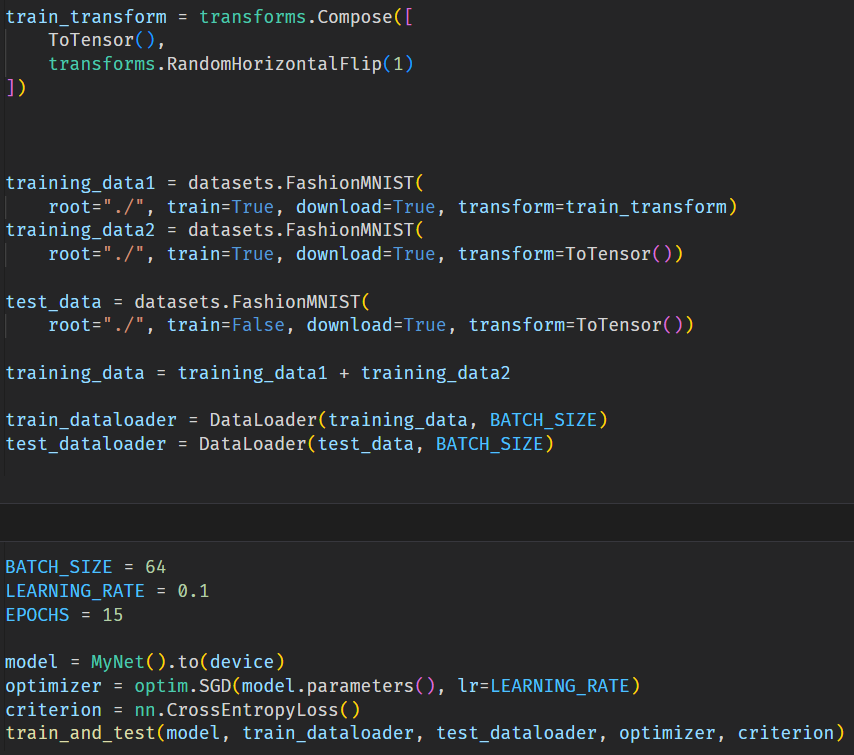 train_transform = transforms.Compose([
    ToTensor(),
    transforms.RandomHorizontalFlip(1)
])
training_data1 = datasets.FashionMNIST(
    root="./", train=True, download=True, transform=train_transform)
training_data2 = datasets.FashionMNIST(
    root="./", train=True, download=True, transform=ToTensor())
test_data = datasets.FashionMNIST(
    root="./", train=False, download=True, transform=ToTensor())
training_data = training_data1 + training_data2
train_dataloader = DataLoader(training_data, BATCH_SIZE)
test_dataloader = DataLoader(test_data, BATCH_SIZE)
BATCH_SIZE = 64
LEARNING_RATE = 0.1
EPOCHS = 15
model = MyNet().to(device)
optimizer = optim.SGD(model.parameters(), lr=LEARNING_RATE)
criterion = nn.CrossEntropyLoss()
train_and_test(model, train_dataloader, test_dataloader, optimizer, criterion)